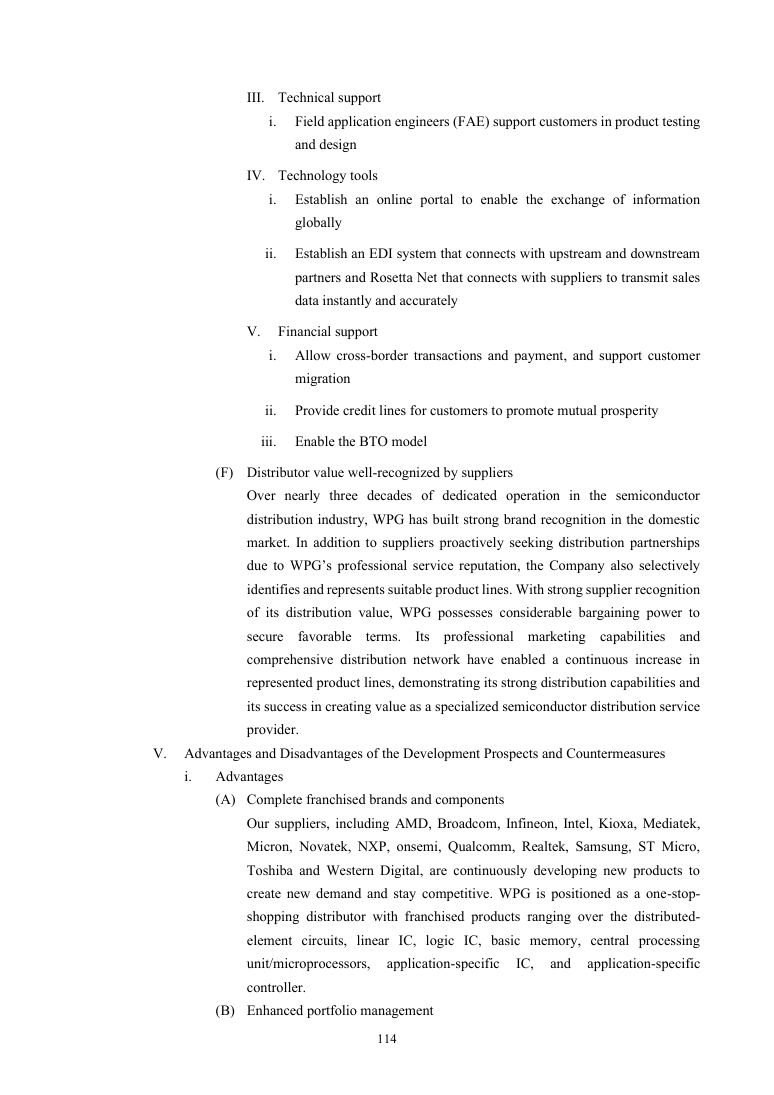 III. Technical support
i. Field application engineers (FAE) support customers in product testing
and design
IV. Technology tools
i. Establish an online portal to enable the exchange of information
globally
ii. Establish an EDI system that connects with upstream and downstream
partners and Rosetta Net that connects with suppliers to transmit sales
data instantly and accurately
V. Financial support
i. Allow cross-border transactions and payment, and support customer
migration
ii. Provide credit lines for customers to promote mutual prosperity
iii. Enable the BTO model
(F) Distributor value well-recognized by suppliers
Over nearly three decades of dedicated operation in the semiconductor
distribution industry, WPG has built strong brand recognition in the domestic
market. In addition to suppliers proactively seeking distribution partnerships
due to WPG’s professional service reputation, the Company also selectively
identifies and represents suitable product lines. With strong supplier recognition
of its distribution value, WPG possesses considerable bargaining power to
secure favorable terms. Its professional marketing capabilities and
comprehensive distribution network have enabled a continuous increase in
represented product lines, demonstrating its strong distribution capabilities and
its success in creating value as a specialized semiconductor distribution service
provider.
V. Advantages and Disadvantages of the Development Prospects and Countermeasures
i. Advantages
(A) Complete franchised brands and components
Our suppliers, including AMD, Broadcom, Infineon, Intel, Kioxa, Mediatek,
Micron, Novatek, NXP, onsemi, Qualcomm, Realtek, Samsung, ST Micro,
Toshiba and Western Digital, are continuously developing new products to
create new demand and stay competitive. WPG is positioned as a one-stop-
shopping distributor with franchised products ranging over the distributed-
element circuits, linear IC, logic IC, basic memory, central processing
unit/microprocessors, application-specific IC, and application-specific
controller.
(B) Enhanced portfolio management
114